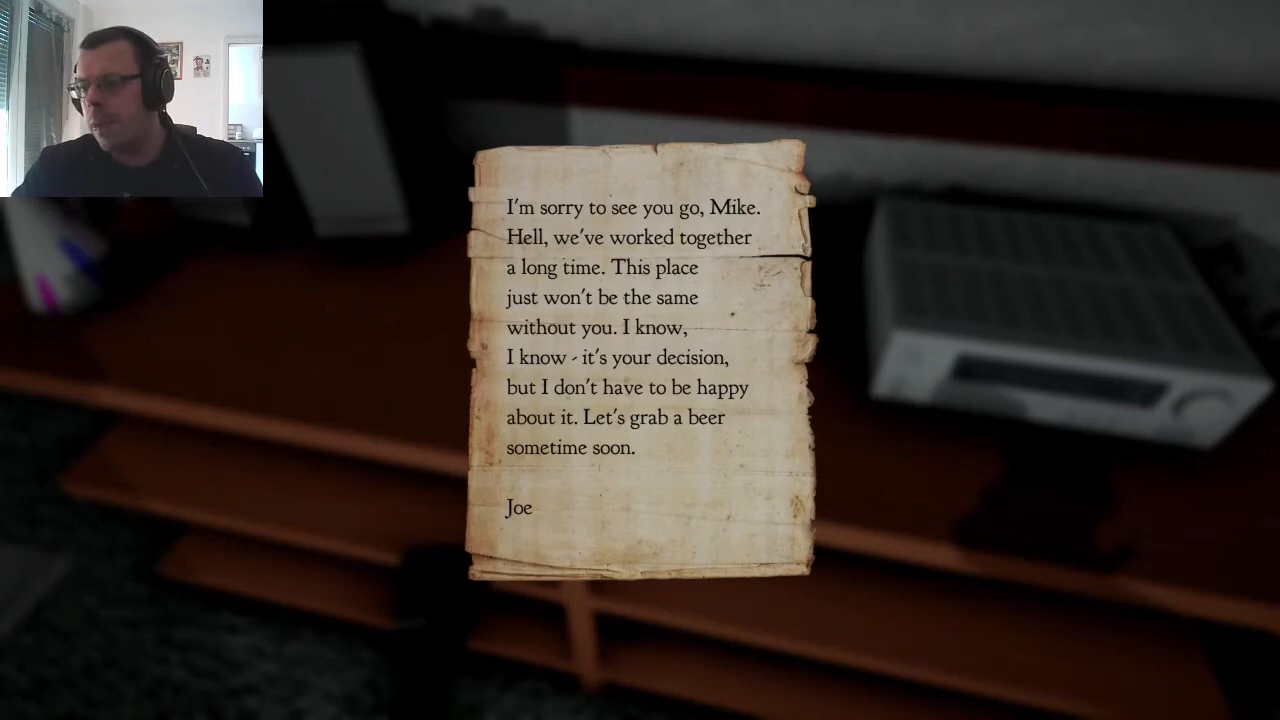 I'm sorry to see you go, Mike.
Hell, we've worked together
a long time. This place
just won't be the same
without you. I know,
I know - it's your decision,
but I don't have to be happy
about it. Let's grab a beer
sometime soon.
Joe